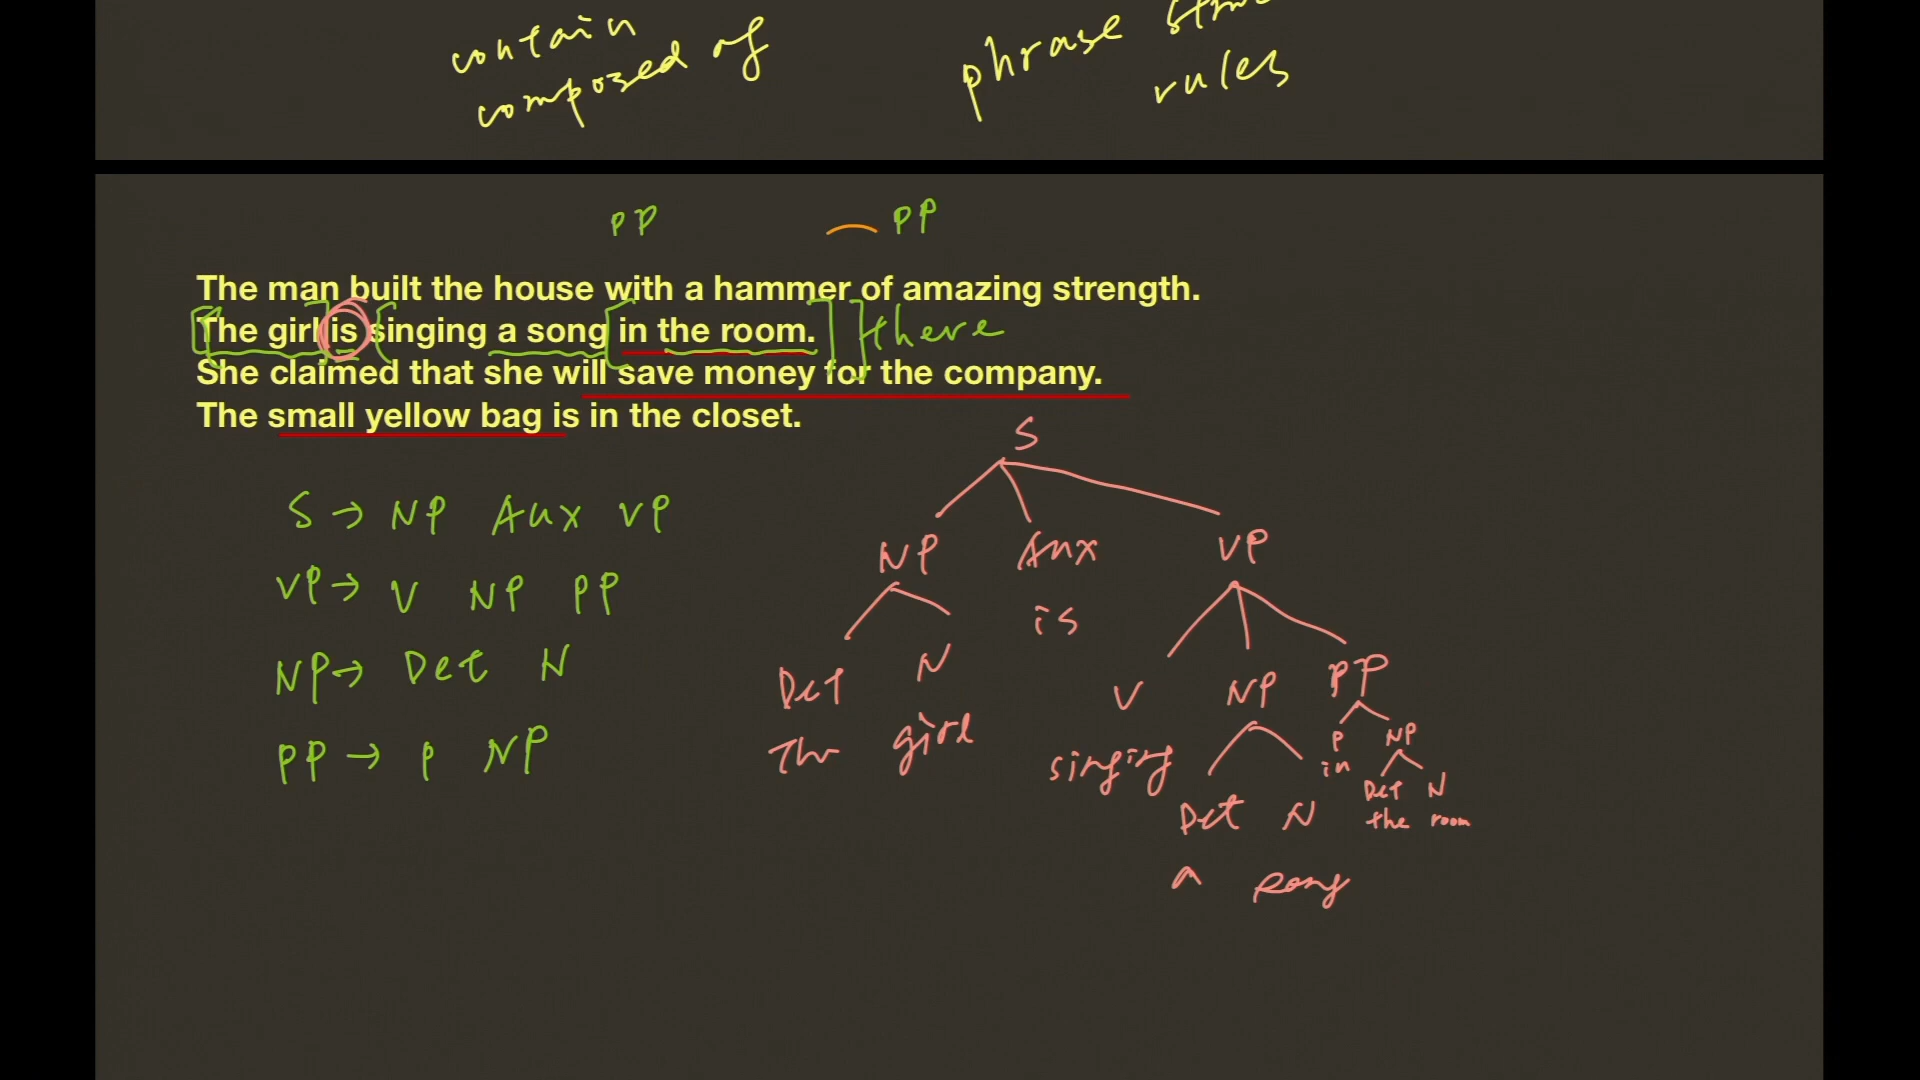 contain
composed of
phrase
rules
PP PP
The man built the house with a hammer of amazing strength.
The girl is singing a song in the room. there
She claimed that she will save money for the company.
The small yellow bag is in the closet.
S
S → NP Aux VP
NP Aux VP
VP → V NP PP
is
NP → Det N
Det N
V NP PP
girl
PP → P NP
P NP
singing
in
Det N
the room
Det N
a